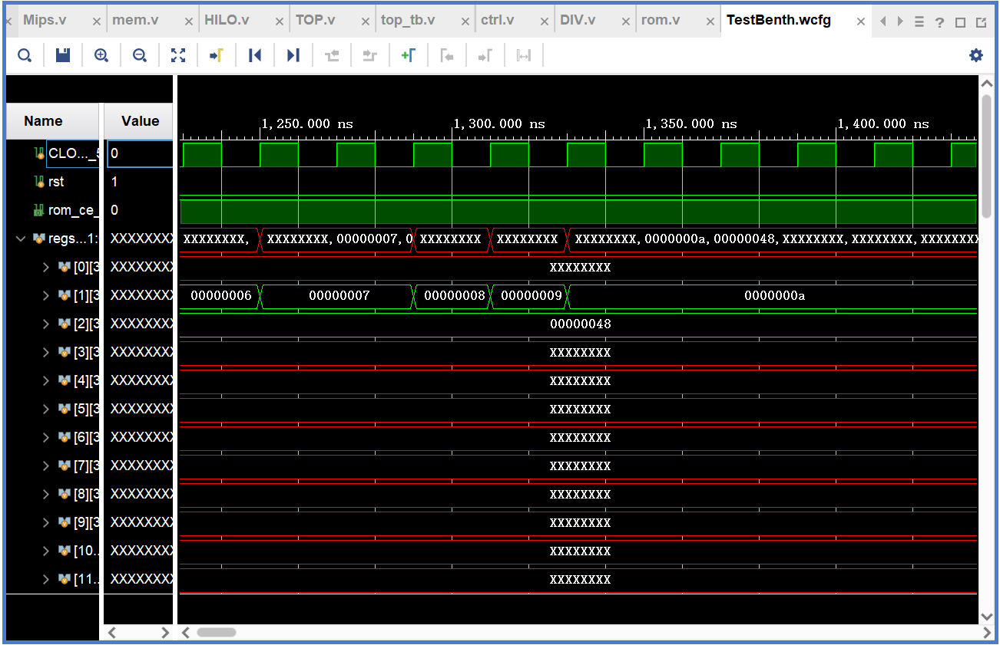 Mips.v mem.v HILO.v TOP.v top_tb.v ctrl.v DIV.v rom.v TestBenth.wcfg
Name Value
1,250.000 ns 1,300.000 ns 1,350.000 ns 1,400.000 ns
CLO..._5 0
rst 1
rom_ce_ 0
regs...1: XXXXXXXX XXXXXXXX, XXXXXXXX,00000007,0 XXXXXXXX XXXXXXXX XXXXXXXX,0000000a,00000048,XXXXXXXX,XXXXXXXX,XXXXXXXX
[0][3 XXXXXXXX XXXXXXXX
[1][3 XXXXXXXX 00000006 00000007 00000008 00000009 0000000a
[2][3 XXXXXXXX 00000048
[3][3 XXXXXXXX XXXXXXXX
[4][3 XXXXXXXX XXXXXXXX
[5][3 XXXXXXXX XXXXXXXX
[6][3 XXXXXXXX XXXXXXXX
[7][3 XXXXXXXX XXXXXXXX
[8][3 XXXXXXXX XXXXXXXX
[9][3 XXXXXXXX XXXXXXXX
[10.. XXXXXXXX XXXXXXXX
[11.. XXXXXXXX XXXXXXXX